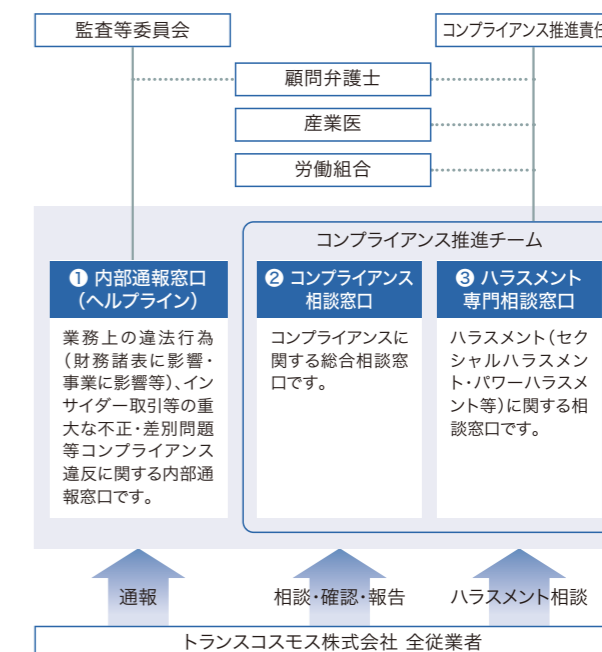 監査等委員会
コンプライアンス推進責任
顧問弁護士
産業医
労働組合
コンプライアンス推進チーム
❶ 内部通報窓口
（ヘルプライン）
業務上の違法行為
（財務諸表に影響・
事業に影響等）、イン
サイダー取引等の重
大な不正・差別問題
等コンプライアンス
違反に関する内部通
報窓口です。
❷ コンプライアンス
相談窓口
コンプライアンスに
関する総合相談窓
口です。
❸ ハラスメント
専門相談窓口
ハラスメント（セク
シャルハラスメン
ト・パワーハラスメ
ント等）に関する相
談窓口です。
通報
相談・確認・報告
ハラスメント相談
トランスコスモス株式会社 全従業者